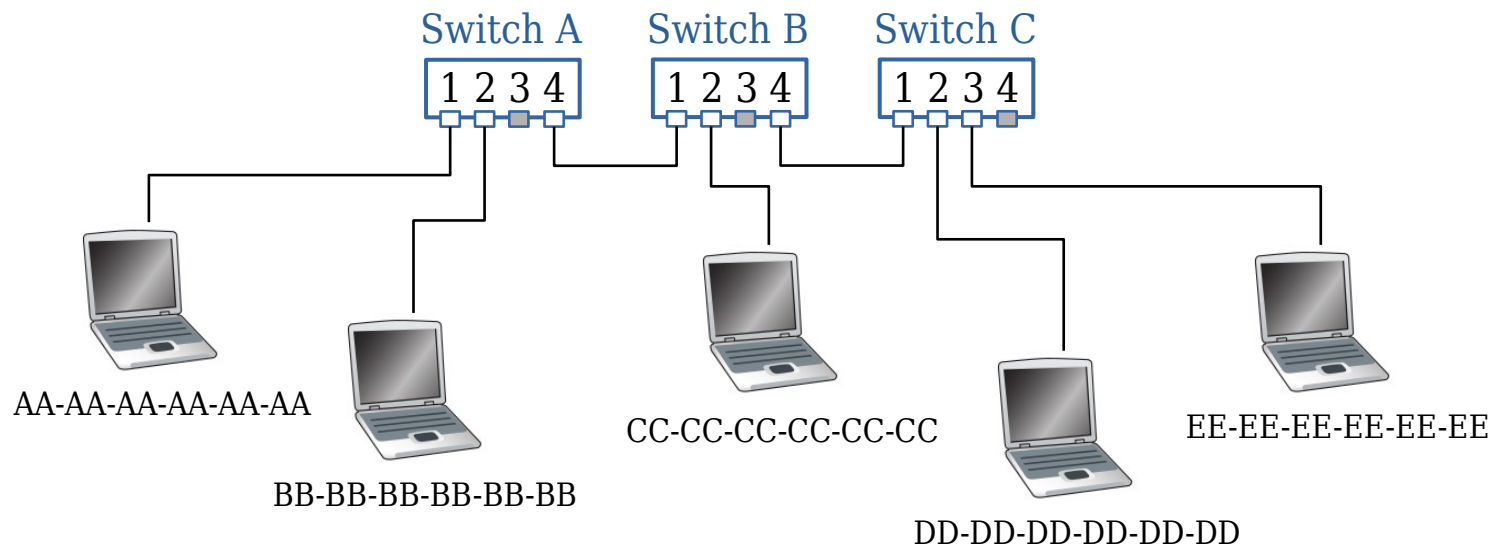 Switch A Switch B Switch C
1 2 3 4 1 2 3 4 1 2 3 4
AA-AA-AA-AA-AA-AA
BB-BB-BB-BB-BB-BB
CC-CC-CC-CC-CC-CC
DD-DD-DD-DD-DD-DD
EE-EE-EE-EE-EE-EE